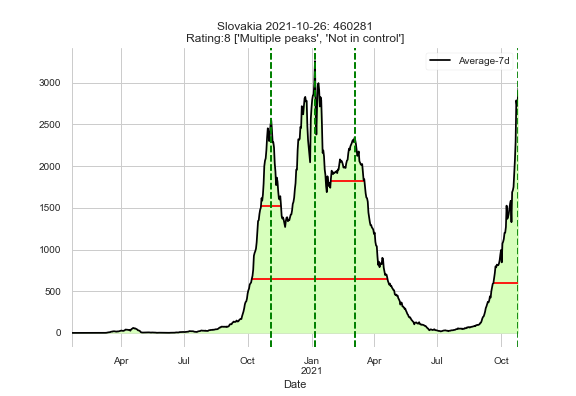 Slovakia 2021-10-26: 460281
Rating:8 ['Multiple peaks', 'Not in control']
Average-7d
3000
2500
2000
1500
1000
500
0
Apr
Jul
Oct
Jan
2021
Apr
Jul
Oct
Date